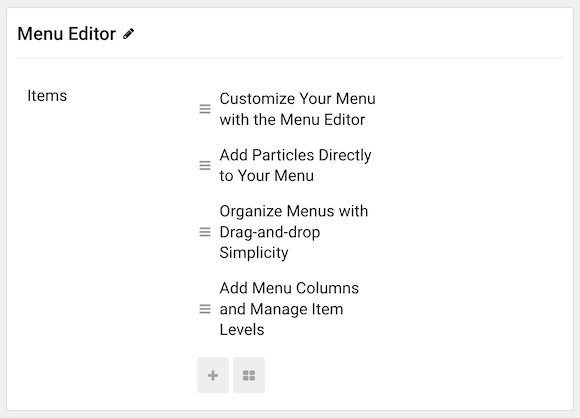 Menu Editor
Items
Customize Your Menu
with the Menu Editor
Add Particles Directly
to Your Menu
Organize Menus with
Drag-and-drop
Simplicity
Add Menu Columns
and Manage Item
Levels